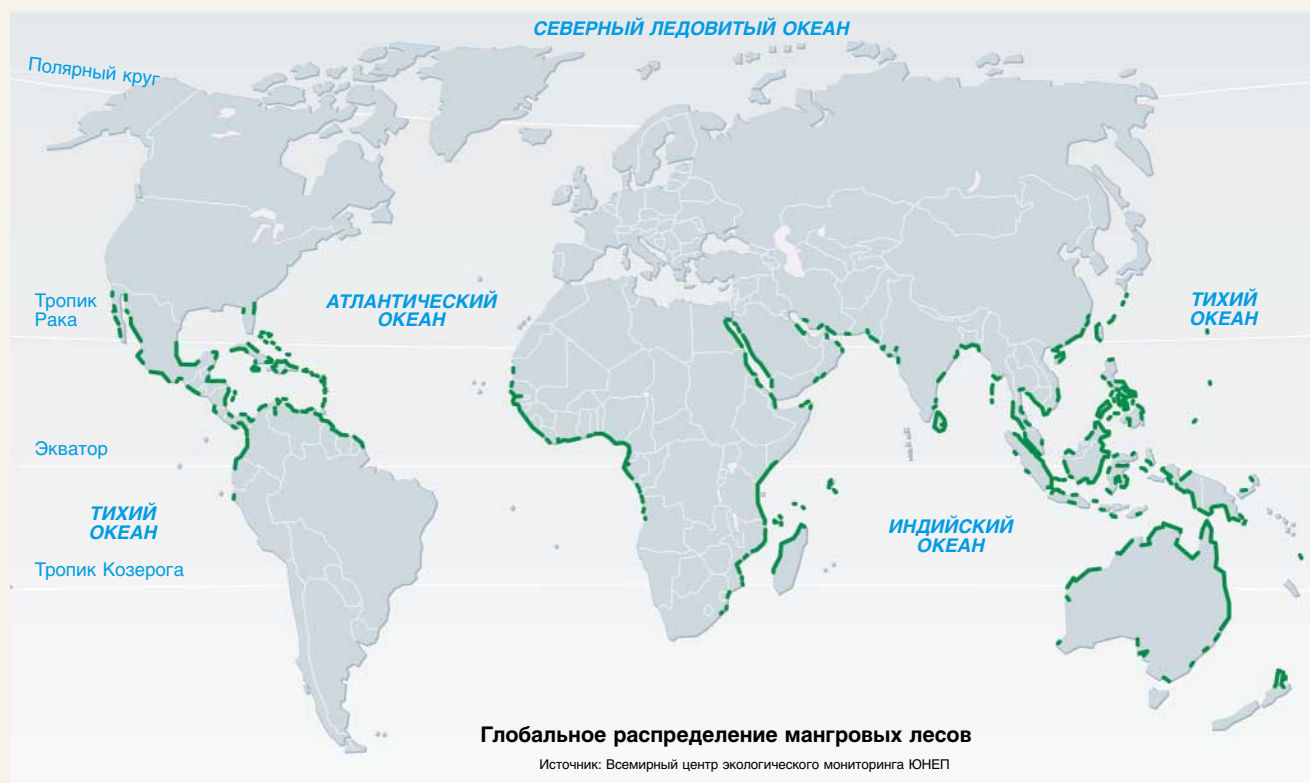 СЕВЕРНЫЙ ЛЕДОВИТЫЙ ОКЕАН
Полярный круг
Тропик
Рака
АТЛАНТИЧЕСКИЙ
ОКЕАН
ТИХИЙ
ОКЕАН
Экватор
ТИХИЙ
ОКЕАН
ИНДИЙСКИЙ
ОКЕАН
Тропик Козерога
Глобальное распределение мангровых лесов
Источник: Всемирный центр экологического мониторинга ЮНЕП